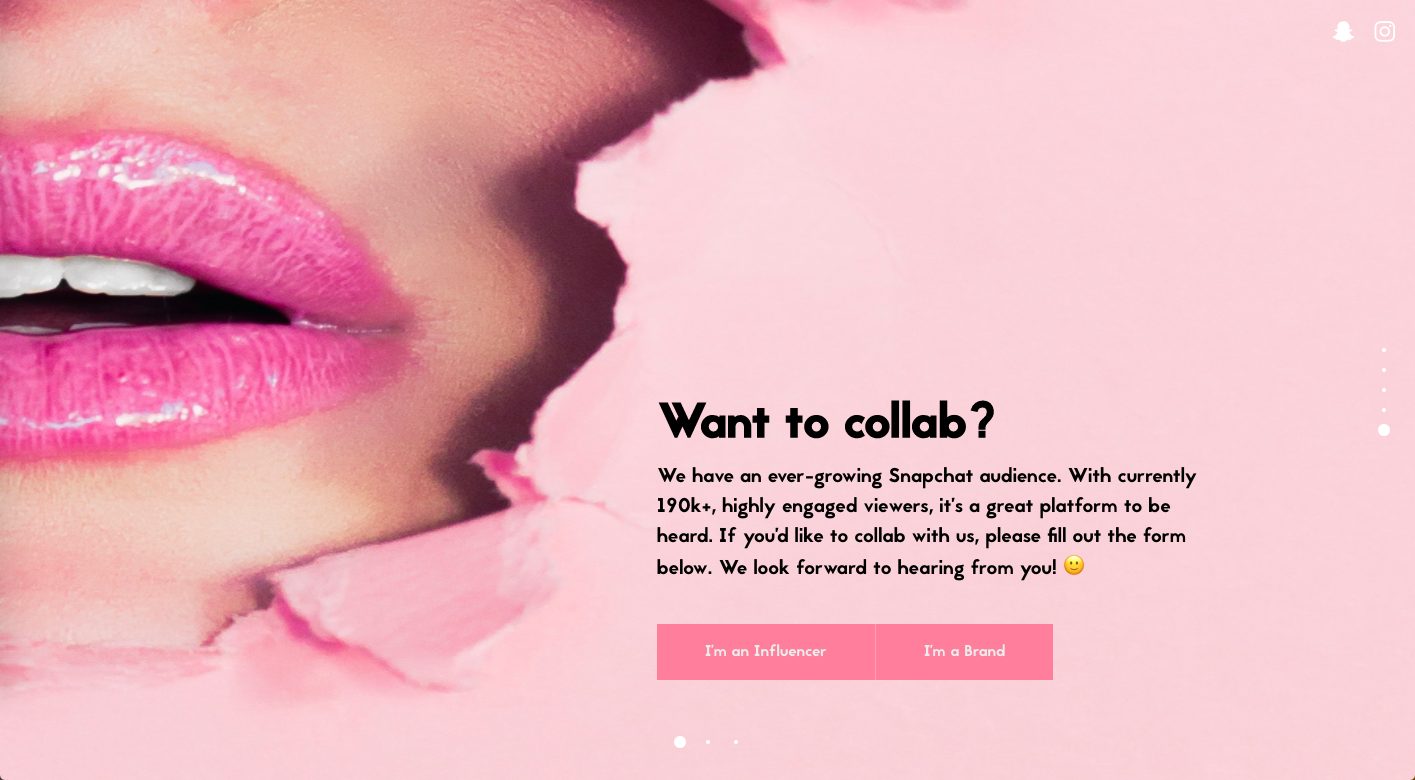 Want to collab?
We have an ever-growing Snapchat audience. With currently
190k+, highly engaged viewers, it's a great platform to be
heard. If you'd like to collab with us, please fill out the form
below. We look forward to hearing from you! 🙂
I'm an Influencer
I'm a Brand